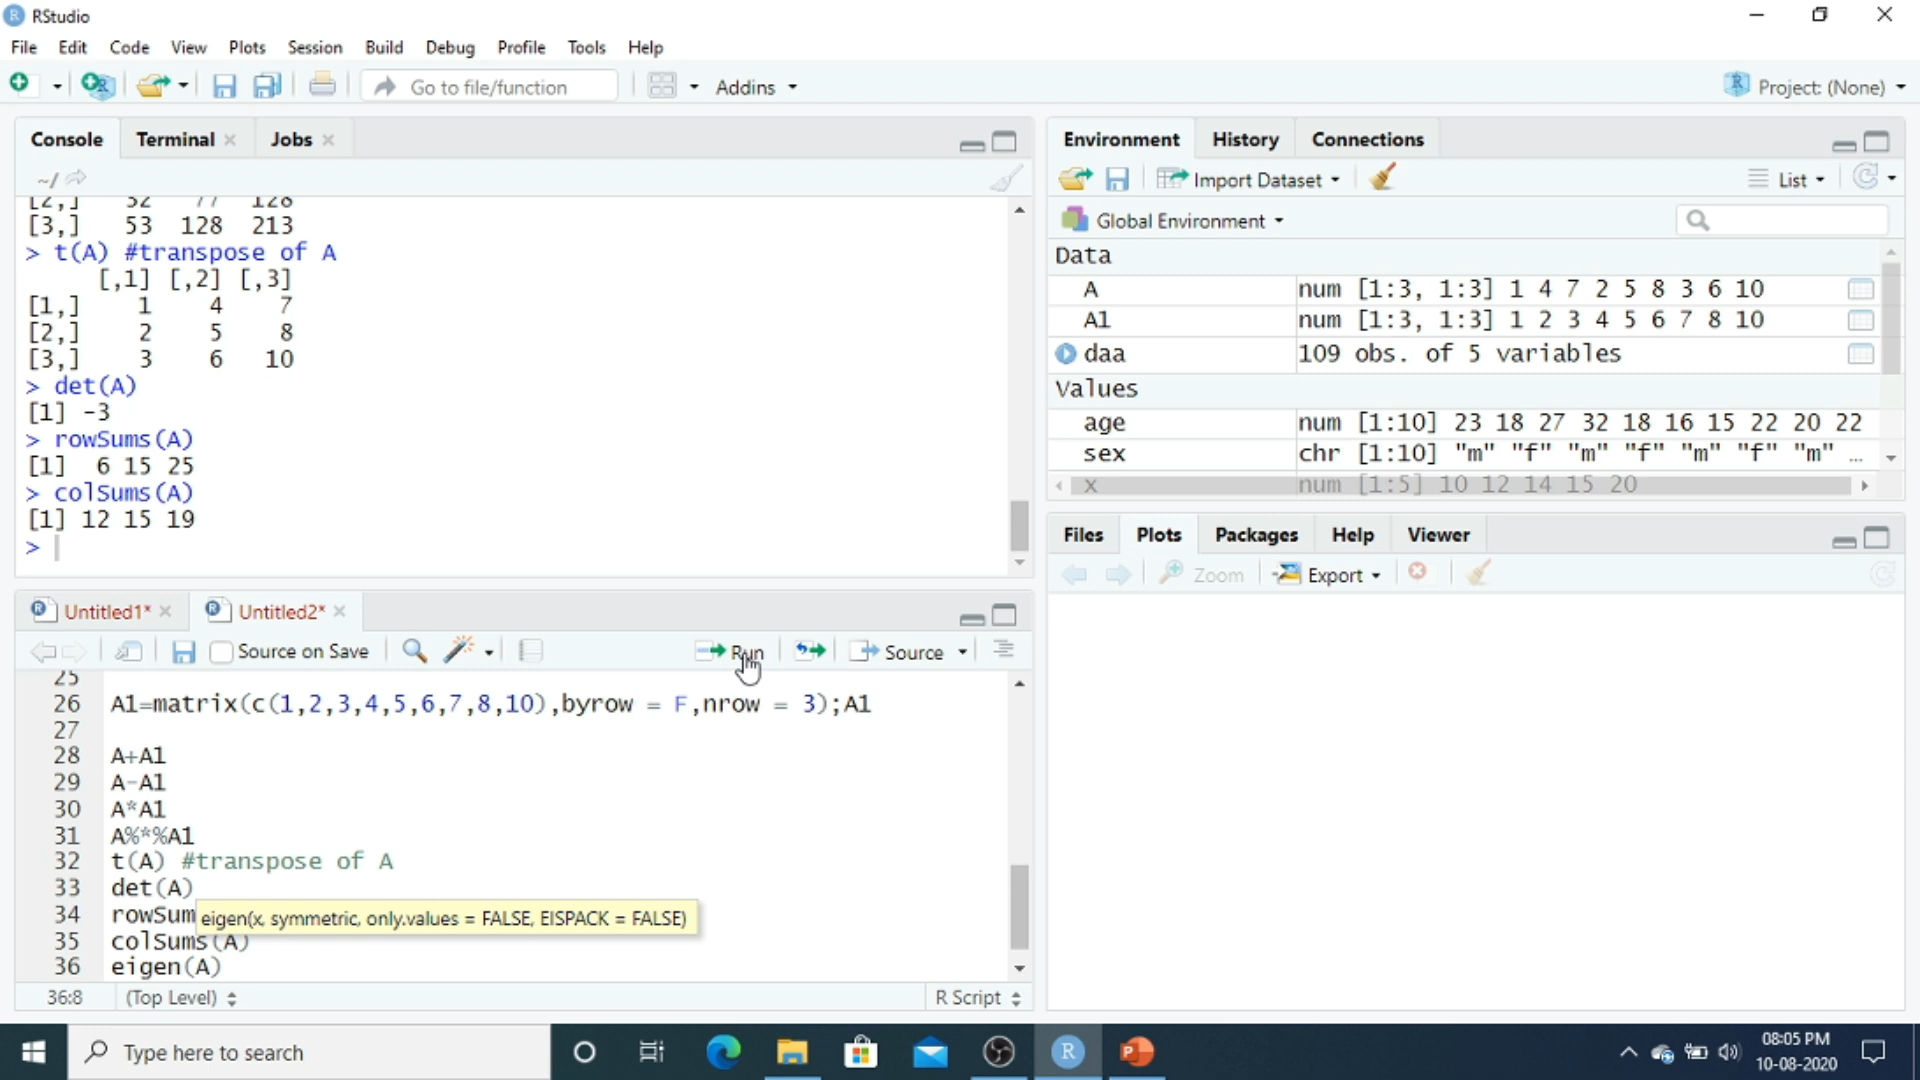 RStudio
File Edit Code View Plots Session Build Debug Profile Tools Help
Go to file/function Addins Project: (None)
Console Terminal Jobs
~/
[2,] 32 77 128
[3,] 53 128 213
> t(A) #transpose of A
[,1] [,2] [,3]
[1,] 1 4 7
[2,] 2 5 8
[3,] 3 6 10
> det(A)
[1] -3
> rowSums(A)
[1] 6 15 25
> colSums(A)
[1] 12 15 19
>
Untitled1* Untitled2*
Source on Save Run Source
25
26 A1=matrix(c(1,2,3,4,5,6,7,8,10),byrow = F,nrow = 3);A1
27
28 A+A1
29 A-A1
30 A*A1
31 A%*%A1
32 t(A) #transpose of A
33 det(A)
34 rowSum
eigen(x, symmetric, only.values = FALSE, EISPACK = FALSE)
35 colSums(A)
36 eigen(A)
36:8 (Top Level) R Script
Environment History Connections
Import Dataset List
Global Environment
Data
A num [1:3, 1:3] 1 4 7 2 5 8 3 6 10
A1 num [1:3, 1:3] 1 2 3 4 5 6 7 8 10
daa 109 obs. of 5 variables
Values
age num [1:10] 23 18 27 32 18 16 15 22 20 22
sex chr [1:10] "m" "f" "m" "f" "m" "f" "m" ...
x num [1:5] 10 12 14 15 20
Files Plots Packages Help Viewer
Zoom Export
Type here to search
08:05 PM
10-08-2020